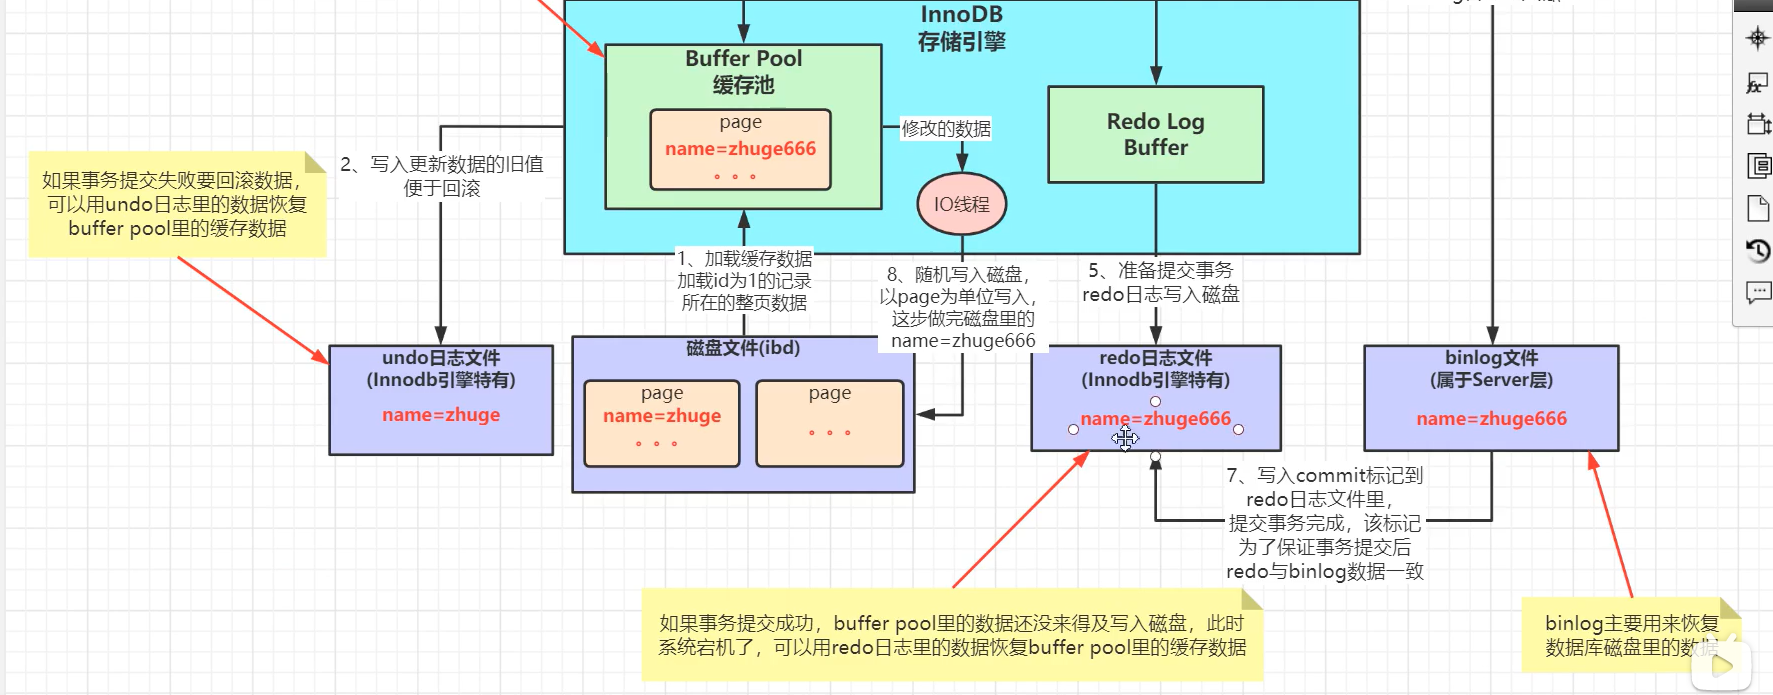 InnoDB
存储引擎
Buffer Pool
缓存池
page
name=zhuge666
。。。
修改的数据
IO线程
Redo Log
Buffer
2、写入更新数据的旧值
便于回滚
如果事务提交失败要回滚数据，
可以用undo日志里的数据恢复
buffer pool里的缓存数据
1、加载缓存数据
加载id为1的记录
所在的整页数据
8、随机写入磁盘，
以page为单位写入，
这步做完磁盘里的
name=zhuge666
5、准备提交事务
redo日志写入磁盘
undo日志文件
(Innodb引擎特有)
name=zhuge
磁盘文件(ibd)
page
name=zhuge
。。。
page
。。。
redo日志文件
(Innodb引擎特有)
name=zhuge666
binlog文件
(属于Server层)
name=zhuge666
7、写入commit标记到
redo日志文件里，
提交事务完成，该标记
为了保证事务提交后
redo与binlog数据一致
如果事务提交成功，buffer pool里的数据还没来得及写入磁盘，此时
系统宕机了，可以用redo日志里的数据恢复buffer pool里的缓存数据
binlog主要用来恢复
数据库磁盘里的数据